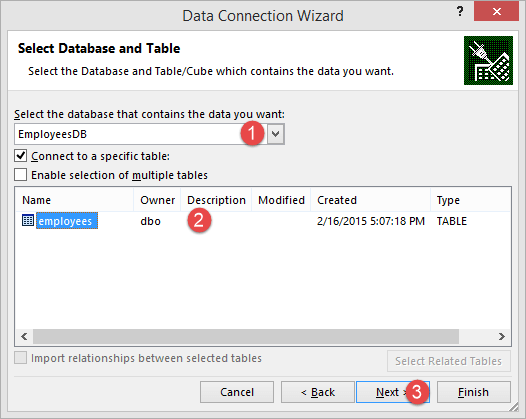 Data Connection Wizard ? ×
Select Database and Table
Select the Database and Table/Cube which contains the data you want.
Select the database that contains the data you want:
EmployeesDB 1
Connect to a specific table:
Enable selection of multiple tables
Name Owner Description Modified Created Type
employees dbo 2 2/16/2015 5:07:18 PM TABLE
Import relationships between selected tables Select Related Tables
Cancel < Back Next > 3 Finish